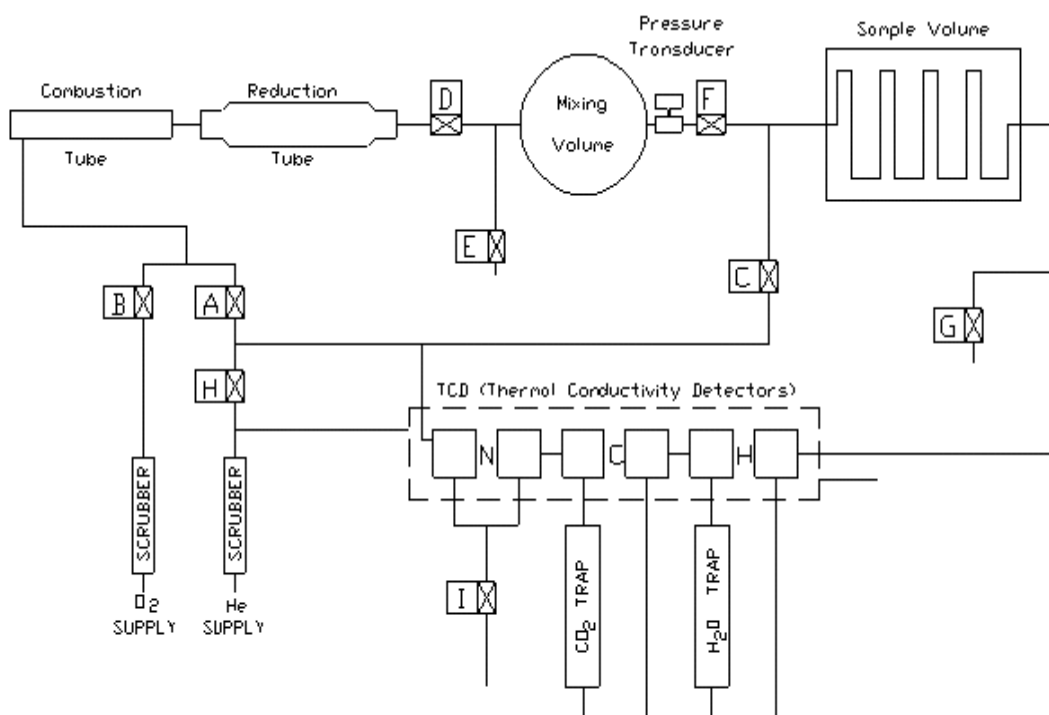 Pressure
Transducer
Sample Volume
Combustion
Tube
Reduction
Tube
D
Mixing
Volume
F
E
C
B
A
G
H
TCD (Thermal Conductivity Detectors)
N
C
H
SCRUBBER
SCRUBBER
I
CO2 TRAP
H2O TRAP
O2
SUPPLY
He
SUPPLY